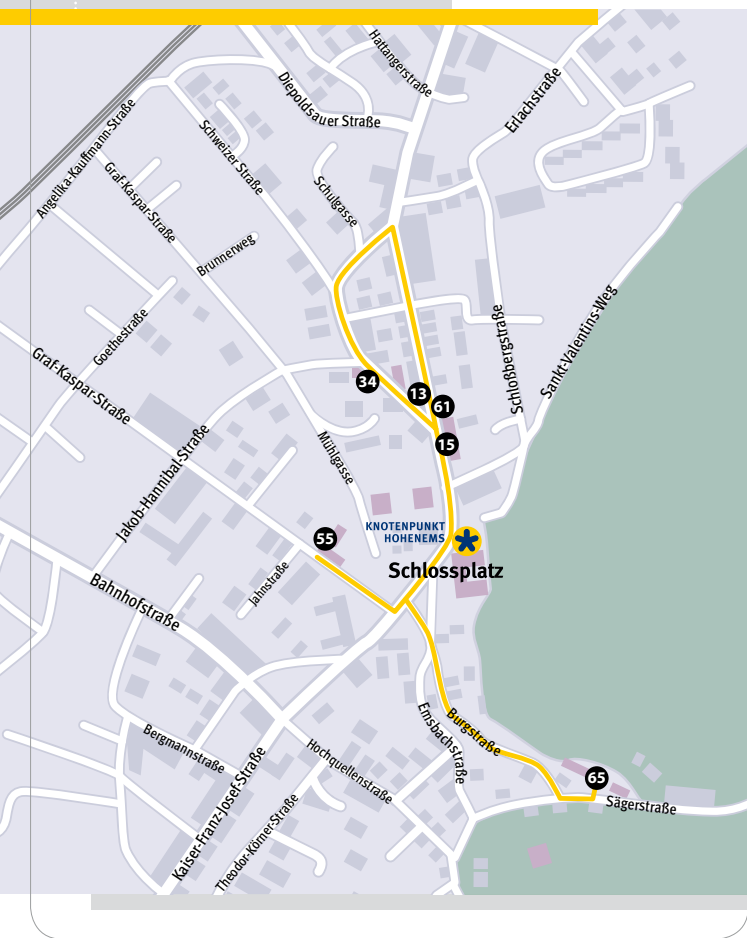 Hattangerstraße
Erlachstraße
Diepoldsauer Straße
Angelika-Kauffmann-Straße
Schweizer Straße
Graf-Kaspar-Straße
Schulgasse
Brunnerweg
Sankt-Valentins-Weg
Schloßbergstraße
Goethestraße
Graf-Kaspar-Straße
34
13
61
15
Jakob-Hannibal-Straße
Mühlgasse
55
KNOTENPUNKT
HOHENEMS
Schlossplatz
Jahnstraße
Bahnhofstraße
Emsbachstraße
Burgstraße
Bergmannstraße
Hochquellenstraße
65
Sägerstraße
Kaiser-Franz-Josef-Straße
Theodor-Körner-Straße